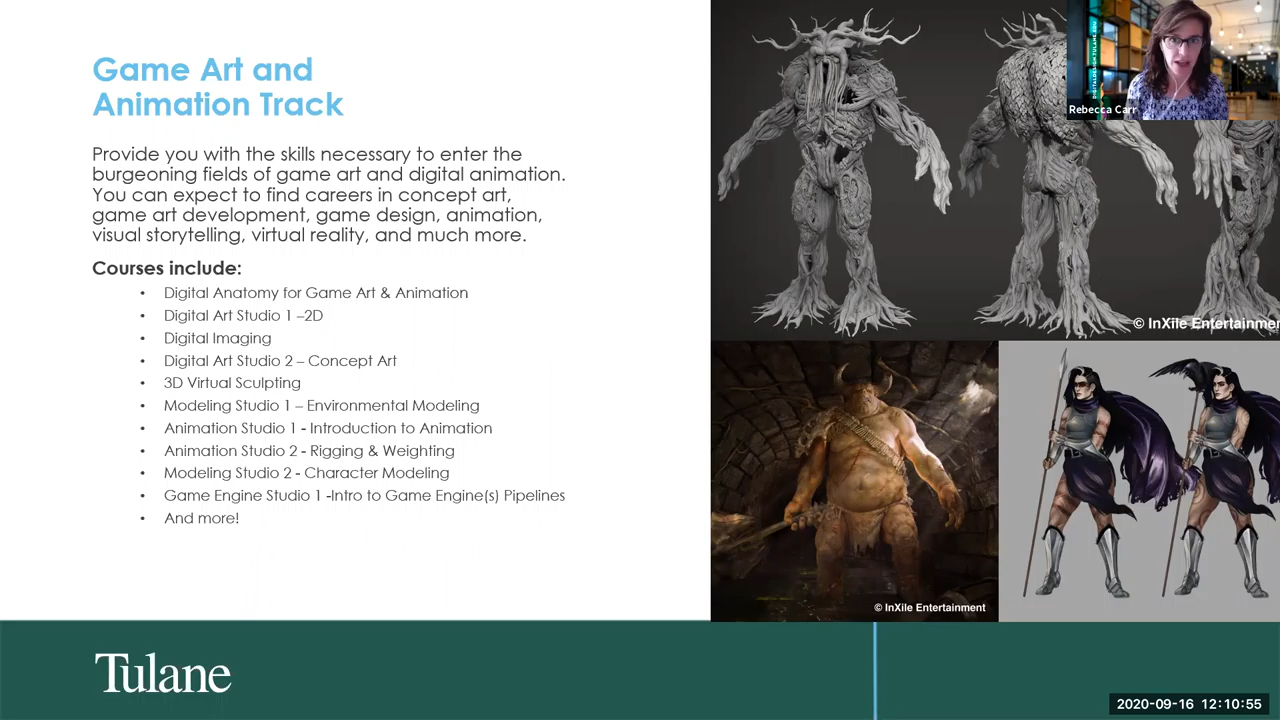 Game Art and
Animation Track
Provide you with the skills necessary to enter the
burgeoning fields of game art and digital animation.
You can expect to find careers in concept art,
game art development, game design, animation,
visual storytelling, virtual reality, and much more.
Courses include:
• Digital Anatomy for Game Art & Animation
• Digital Art Studio 1 –2D
• Digital Imaging
• Digital Art Studio 2 – Concept Art
• 3D Virtual Sculpting
• Modeling Studio 1 – Environmental Modeling
• Animation Studio 1 - Introduction to Animation
• Animation Studio 2 - Rigging & Weighting
• Modeling Studio 2 - Character Modeling
• Game Engine Studio 1 -Intro to Game Engine(s) Pipelines
• And more!
DIGITALDESIGN.TULANE.EDU
Rebecca Carr
© InXile Entertainmen
© InXile Entertainment
Tulane
2020-09-16 12:10:55